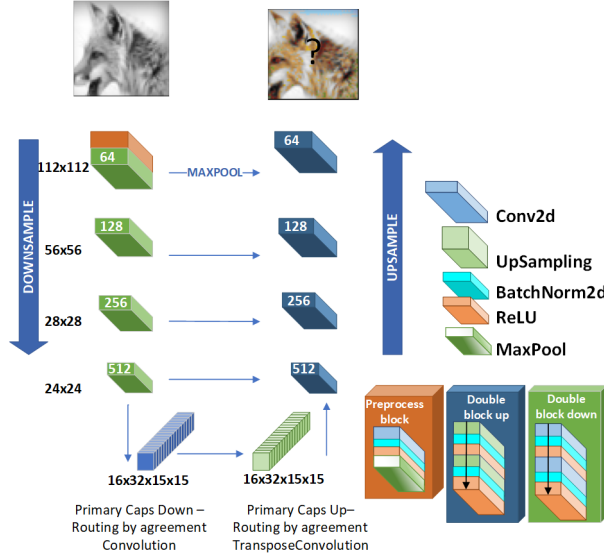 ?
DOWNSAMPLE
112x112
64
MAXPOOL
64
56x56
128
128
28x28
256
256
24x24
512
512
UPSAMPLE
Conv2d
UpSampling
BatchNorm2d
ReLU
MaxPool
16x32x15x15
16x32x15x15
Primary Caps Down –
Routing by agreement
Convolution
Primary Caps Up–
Routing by agreement
TransposeConvolution
Preprocess
block
Double
block up
Double
block down